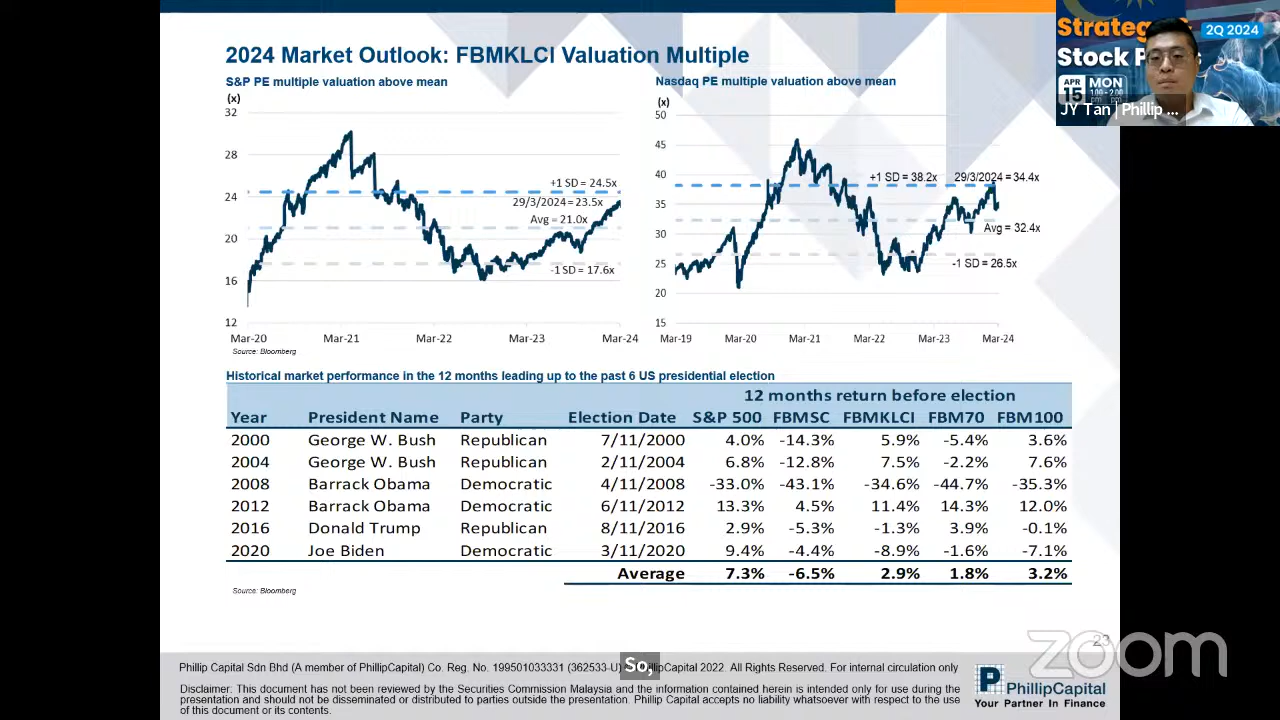 2024 Market Outlook: FBMKLCI Valuation Multiple
S&P PE multiple valuation above mean
(x)
32
28
24
20
16
12
+1 SD = 24.5x
29/3/2024 = 23.5x
Avg = 21.0x
-1 SD = 17.6x
Mar-20 Mar-21 Mar-22 Mar-23 Mar-24
Source: Bloomberg
Nasdaq PE multiple valuation above mean
(x)
50
45
40
35
30
25
20
15
+1 SD = 38.2x 29/3/2024 = 34.4x
Avg = 32.4x
-1 SD = 26.5x
Mar-19 Mar-20 Mar-21 Mar-22 Mar-23 Mar-24
Historical market performance in the 12 months leading up to the past 6 US presidential election
12 months return before election
Year President Name Party Election Date S&P 500 FBMSC FBMKLCI FBM70 FBM100
2000 George W. Bush Republican 7/11/2000 4.0% -14.3% 5.9% -5.4% 3.6%
2004 George W. Bush Republican 2/11/2004 6.8% -12.8% 7.5% -2.2% 7.6%
2008 Barrack Obama Democratic 4/11/2008 -33.0% -43.1% -34.6% -44.7% -35.3%
2012 Barrack Obama Democratic 6/11/2012 13.3% 4.5% 11.4% 14.3% 12.0%
2016 Donald Trump Republican 8/11/2016 2.9% -5.3% -1.3% 3.9% -0.1%
2020 Joe Biden Democratic 3/11/2020 9.4% -4.4% -8.9% -1.6% -7.1%
Average 7.3% -6.5% 2.9% 1.8% 3.2%
Source: Bloomberg
23
zoom
Phillip Capital Sdn Bhd (A member of PhillipCapital) Co. Reg. No. 199501033331 (362533-U) PhillipCapital 2022. All Rights Reserved. For internal circulation only
So,
Disclaimer: This document has not been reviewed by the Securities Commission Malaysia and the information contained herein is intended only for use during the
presentation and should not be disseminated or distributed to parties outside the presentation. Phillip Capital accepts no liability whatsoever with respect to the use
of this document or its contents.
PhillipCapital
Your Partner In Finance
2Q 2024
Stock
APR
15 MON
JY Tan | Phillip ...